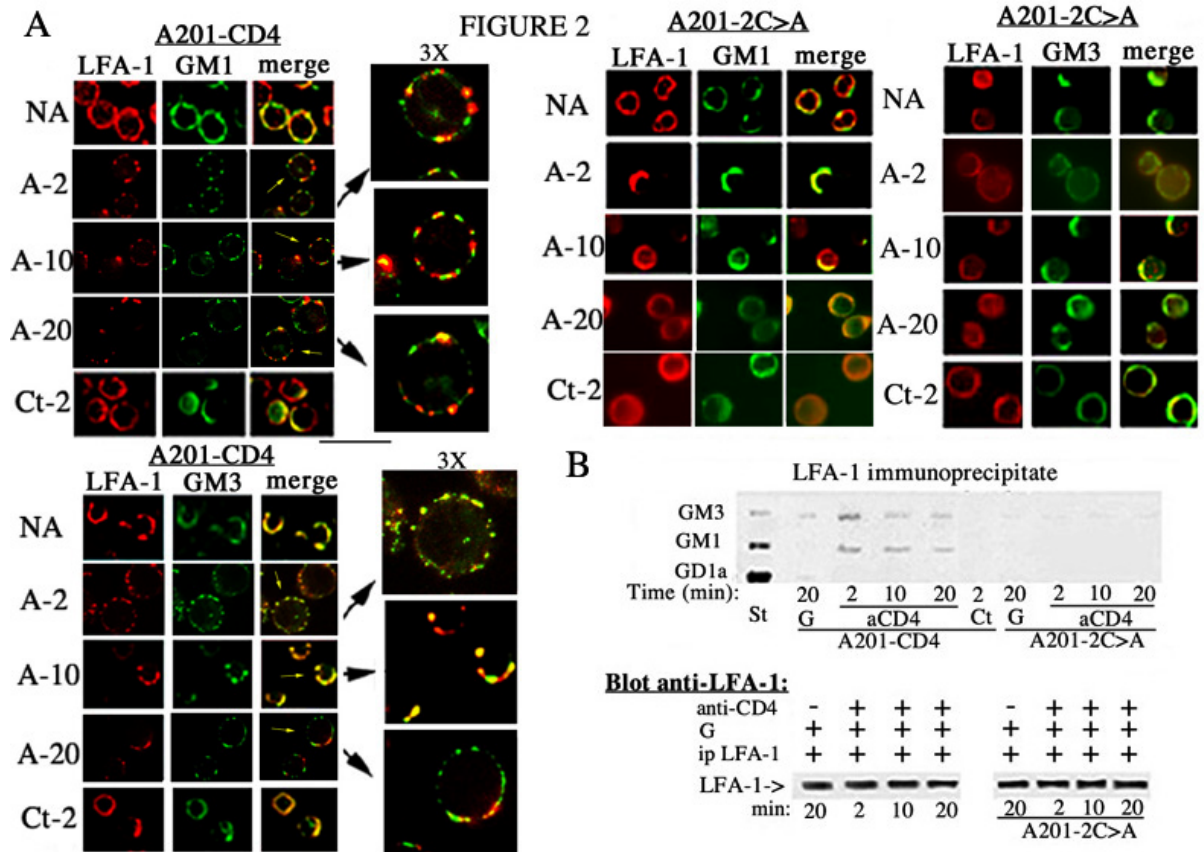 A
FIGURE 2
A201-CD4
LFA-1 GM1 merge
3X
NA
A-2
A-10
A-20
Ct-2
A201-2C>A
LFA-1 GM1 merge
NA
A-2
A-10
A-20
Ct-2
A201-2C>A
LFA-1 GM3 merge
NA
A-2
A-10
A-20
Ct-2
A201-CD4
LFA-1 GM3 merge
3X
NA
A-2
A-10
A-20
Ct-2
B
LFA-1 immunoprecipitate
GM3
GM1
GD1a
Time (min): 20 2 10 20 2 20 2 10 20
St G aCD4 Ct G aCD4
A201-CD4 A201-2C>A
Blot anti-LFA-1:
anti-CD4 - + + + - + + +
G + + + + + + + +
ip LFA-1 + + + + + + + +
LFA-1->
min: 20 2 10 20 20 2 10 20
A201-2C>A